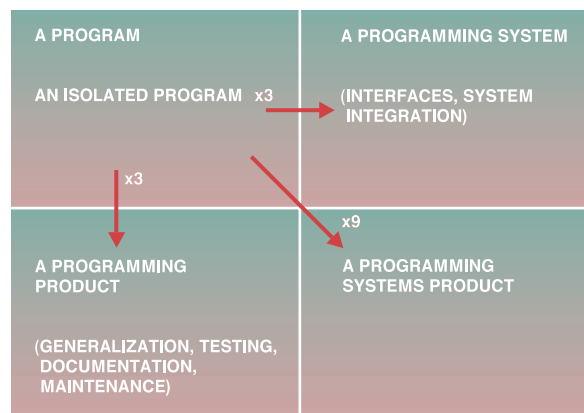 A PROGRAM
AN ISOLATED PROGRAM x3
A PROGRAMMING SYSTEM
(INTERFACES, SYSTEM
INTEGRATION)
x3
x9
A PROGRAMMING
PRODUCT
(GENERALIZATION, TESTING,
DOCUMENTATION,
MAINTENANCE)
A PROGRAMMING
SYSTEMS PRODUCT